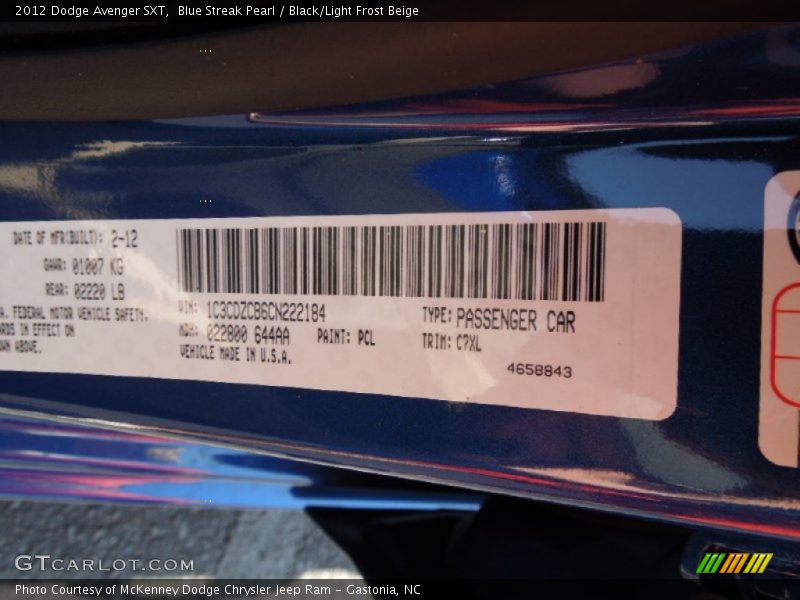 2012 Dodge Avenger SXT, Blue Streak Pearl / Black/Light Frost Beige
DATE OF MFR(BUILT): 2-12
GAWR: 01007 KG
REAR: 02220 LB
A. FEDERAL MOTOR VEHICLE SAFETY,
ARDS IN EFFECT ON
WN ABOVE.
VIN: 1C3CDZCB6CN222184
MDH: 022800 644AA PAINT: PCL
VEHICLE MADE IN U.S.A.
TYPE: PASSENGER CAR
TRIM: C7XL
4658843
GTCARLOT.COM
Photo Courtesy of McKenney Dodge Chrysler Jeep Ram - Gastonia, NC